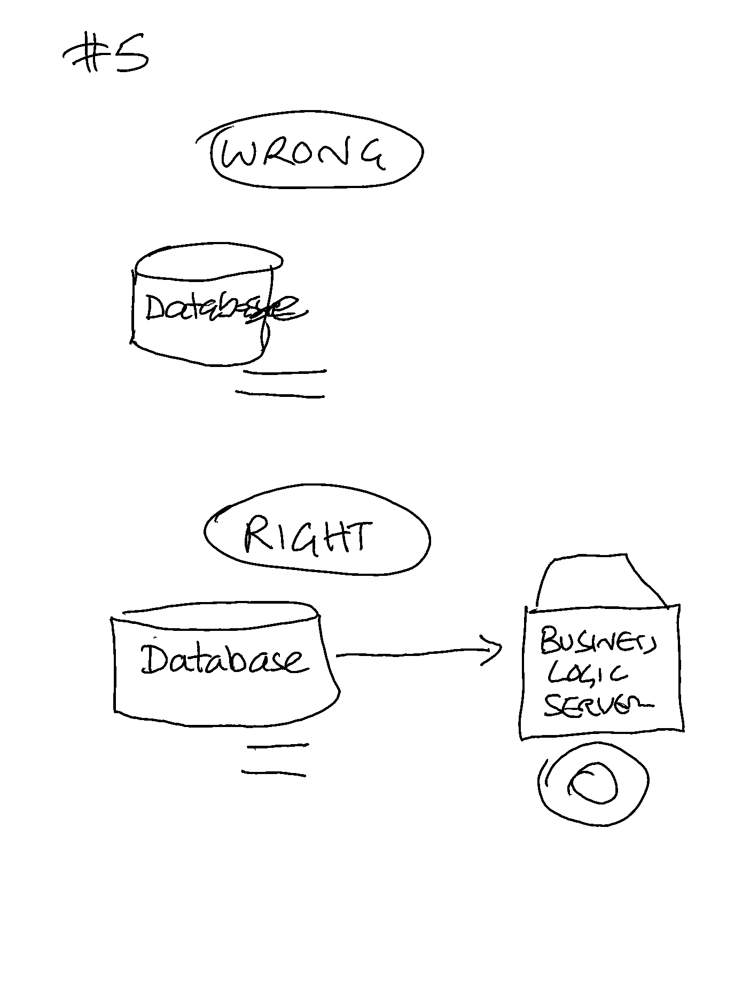 #5
WRONG
Database
RIGHT
Database
BUSINESS
LOGIC
SERVER